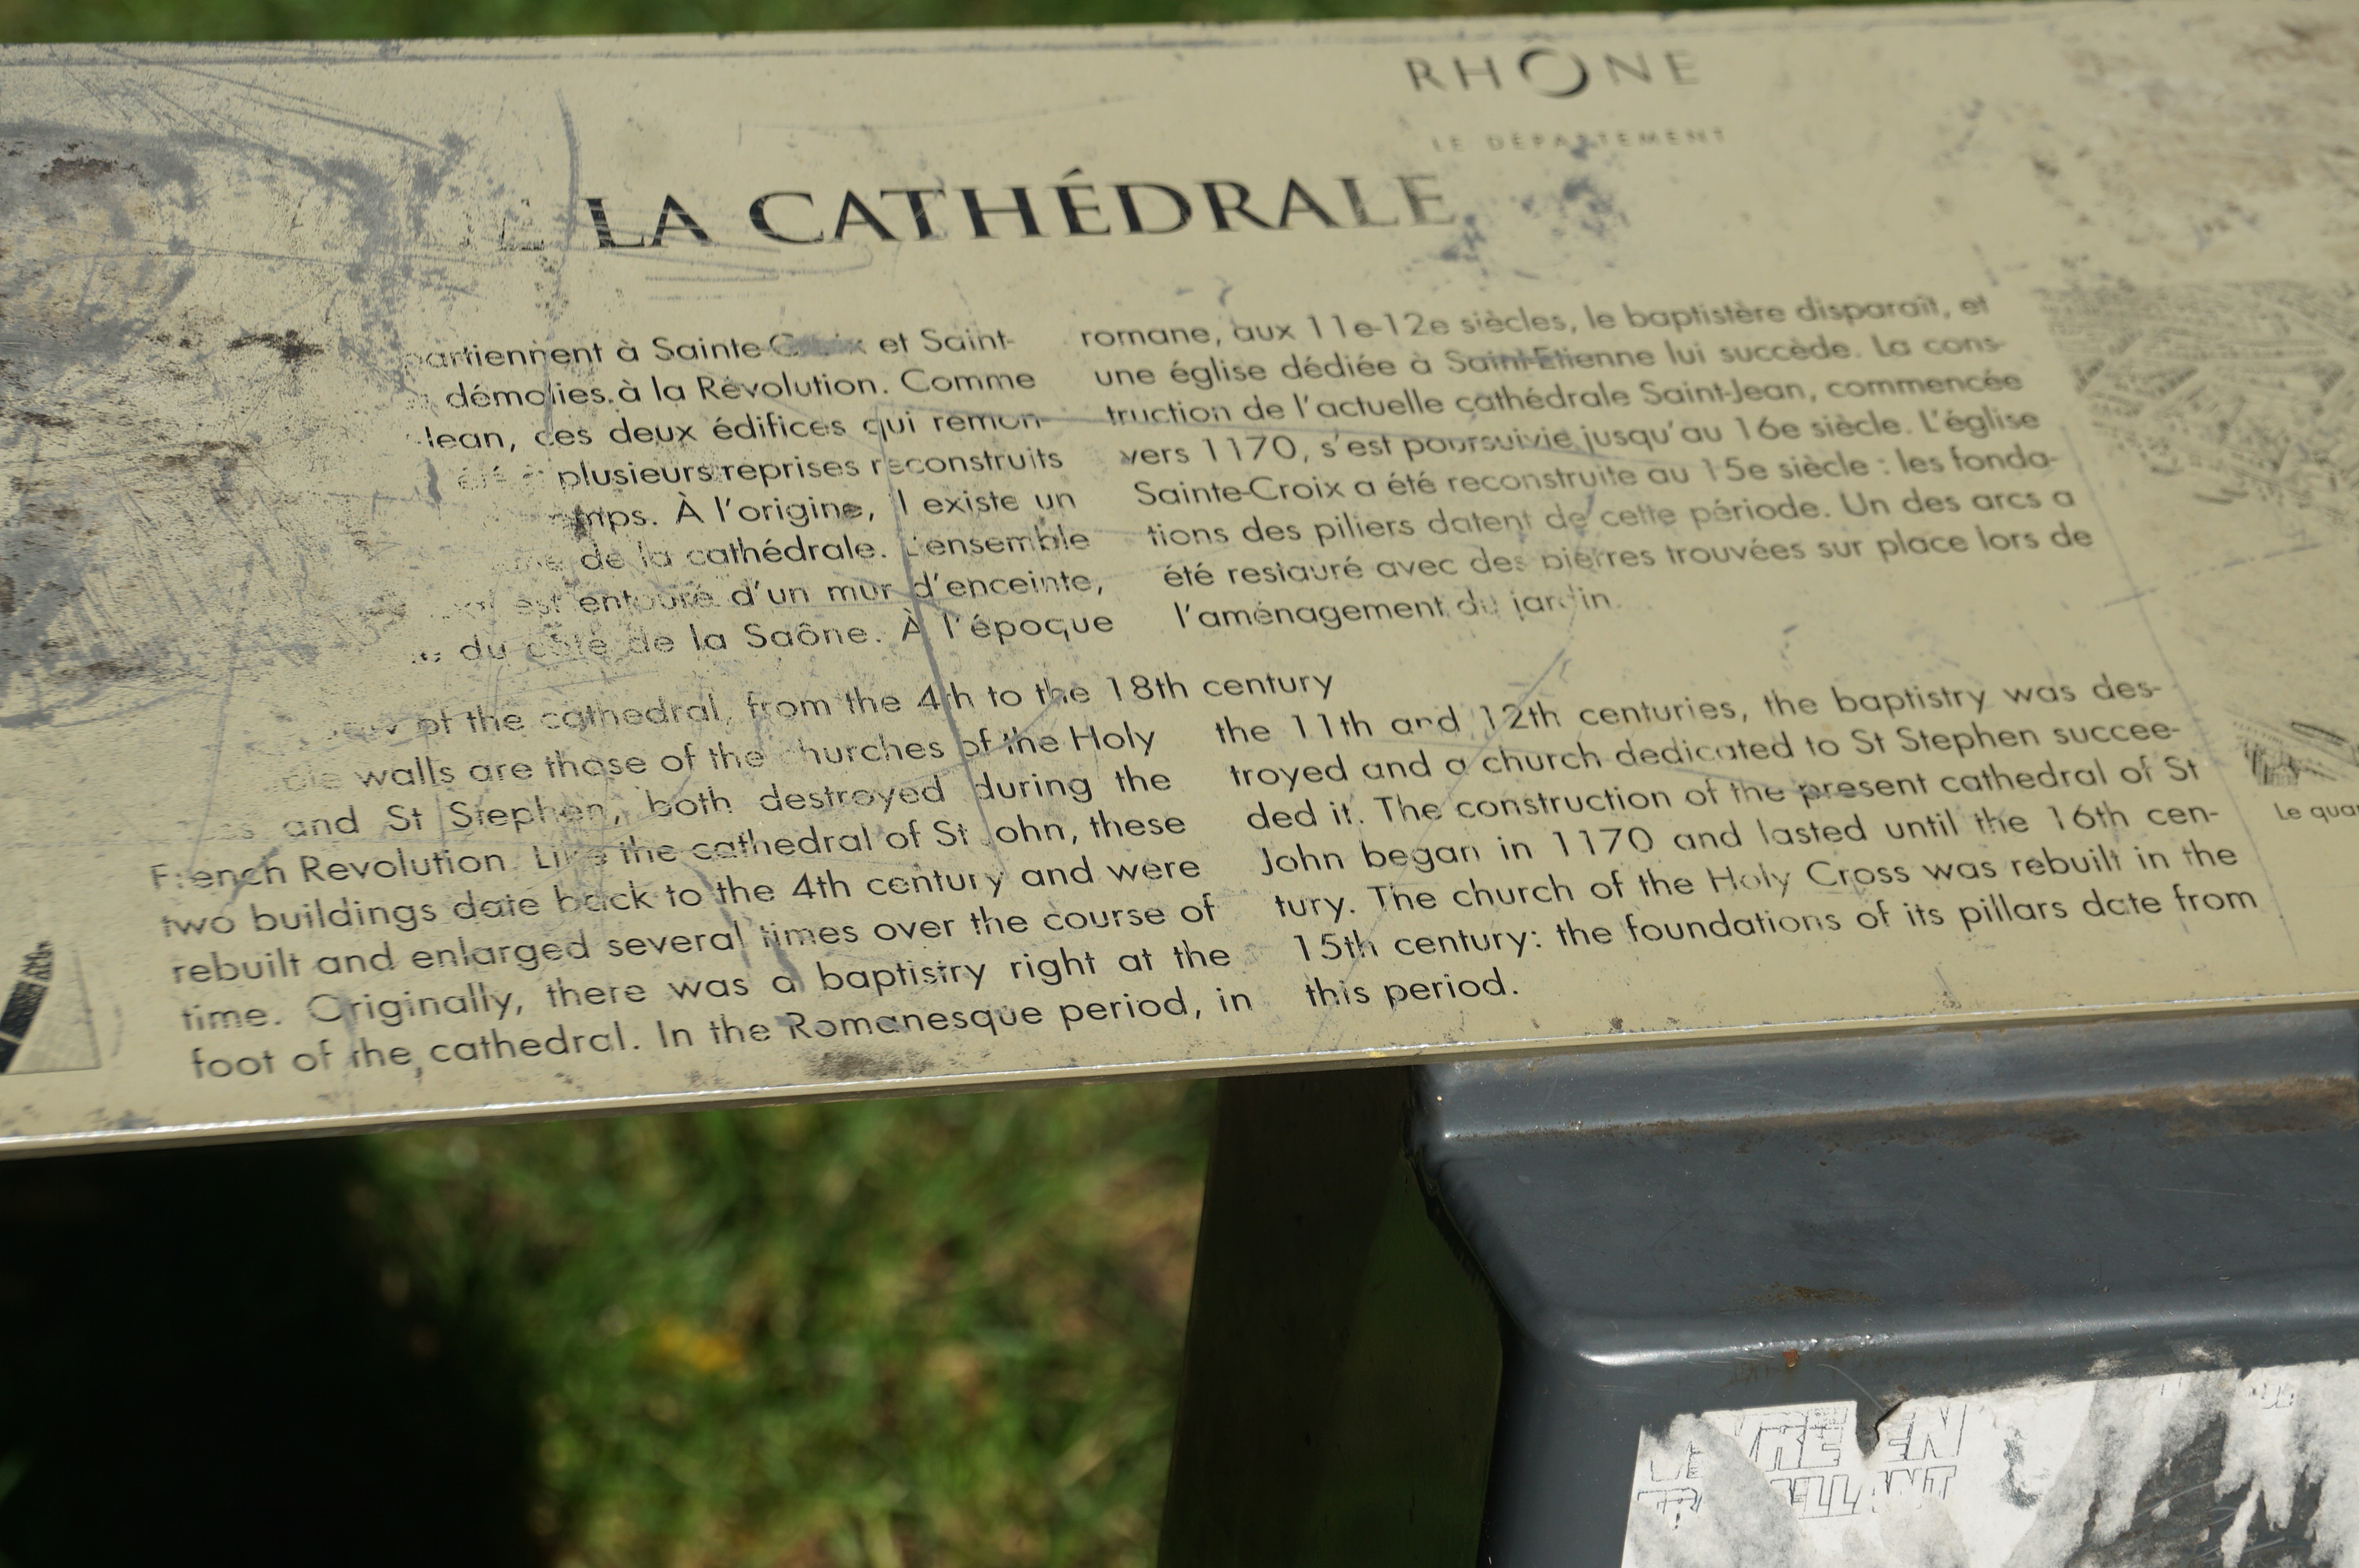 RHÔNE
LE DÉPARTEMENT
LA CATHÉDRALE
partiennent à Sainte-Croix et Saint-
démolies à la Révolution. Comme
Jean, ces deux édifices qui remon-
été à plusieurs reprises reconstruits
À l'origine, il existe un
de la cathédrale. L'ensemble
est entouré d'un mur d'enceinte,
du côté de la Saône. À l'époque
romane, aux 11e-12e siècles, le baptistère disparaît, et
une église dédiée à Saint-Etienne lui succède. La cons-
truction de l'actuelle cathédrale Saint-Jean, commencée
vers 1170, s'est poursuivie jusqu'au 16e siècle. L'église
Sainte-Croix a été reconstruite au 15e siècle : les fonda-
tions des piliers datent de cette période. Un des arcs a
été restauré avec des pierres trouvées sur place lors de
l'aménagement du jardin.
of the cathedral, from the 4th to the 18th century
walls are those of the churches of the Holy
and St Stephen, both destroyed during the
French Revolution. Like the cathedral of St John, these
two buildings date back to the 4th century and were
rebuilt and enlarged several times over the course of
time. Originally, there was a baptistry right at the
foot of the cathedral. In the Romanesque period, in
the 11th and 12th centuries, the baptistry was des-
troyed and a church dedicated to St Stephen succee-
ded it. The construction of the present cathedral of St
John began in 1170 and lasted until the 16th cen-
tury. The church of the Holy Cross was rebuilt in the
15th century: the foundations of its pillars date from
this period.
Le